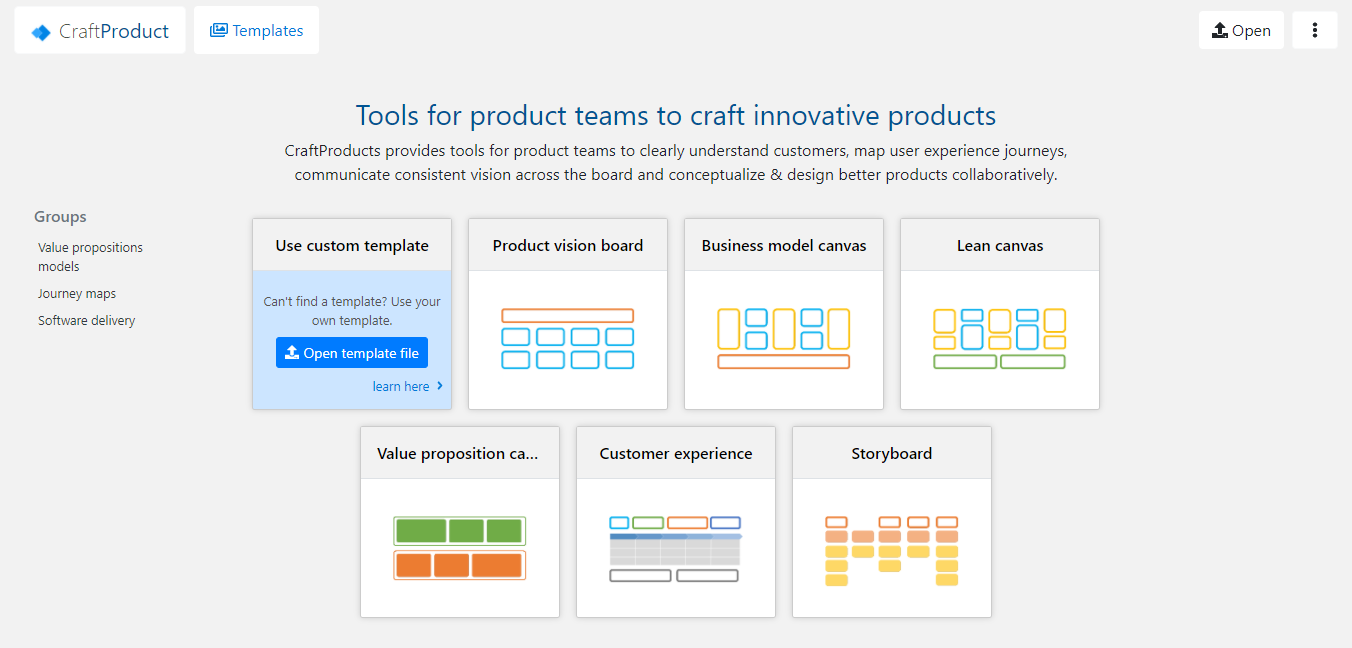 CraftProduct
Templates
Open
Tools for product teams to craft innovative products
CraftProducts provides tools for product teams to clearly understand customers, map user experience journeys,
communicate consistent vision across the board and conceptualize & design better products collaboratively.
Groups
Value propositions
models
Journey maps
Software delivery
Use custom template
Can't find a template? Use your
own template.
Open template file
learn here
Product vision board
Business model canvas
Lean canvas
Value proposition ca...
Customer experience
Storyboard